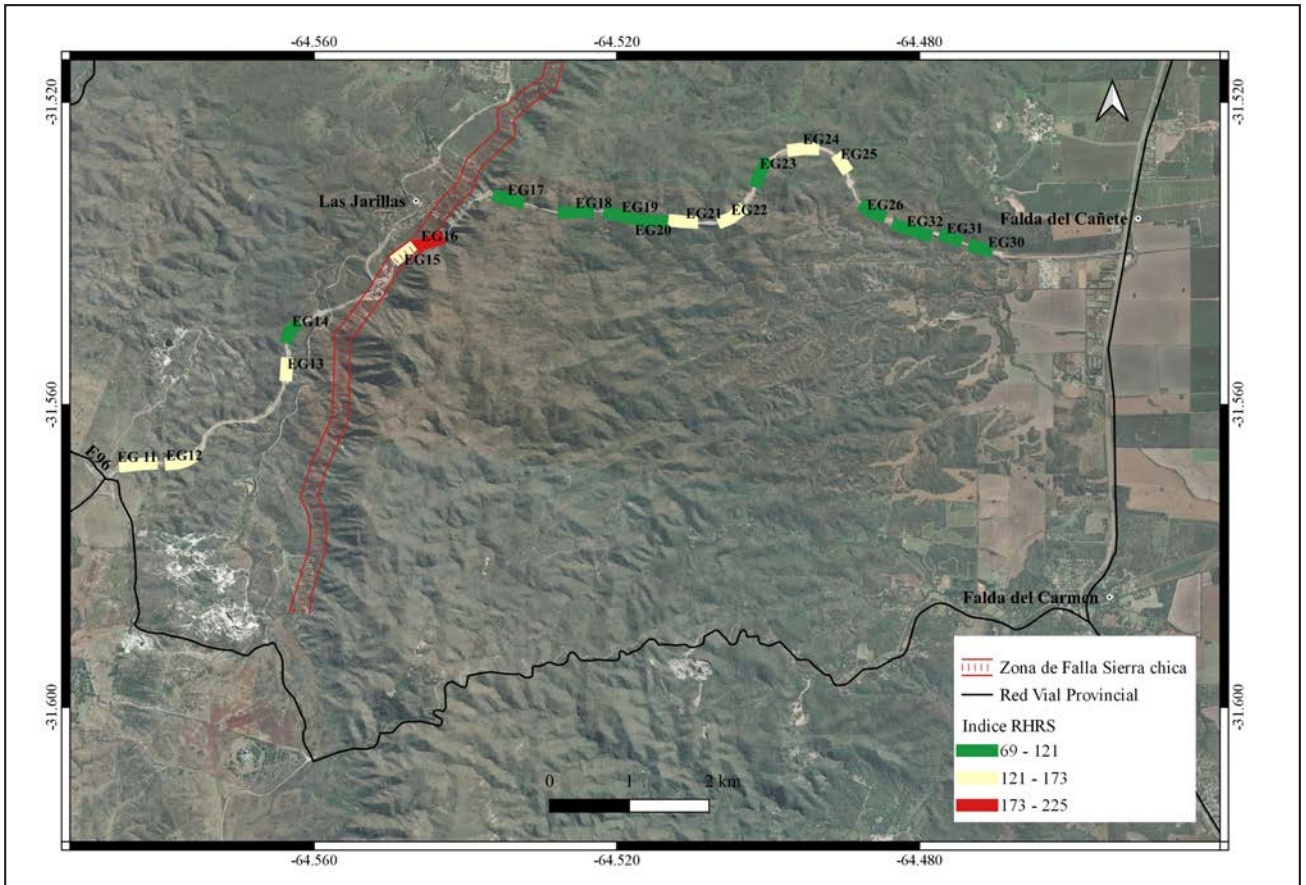 -64.560
-64.520
-64.480
-31.520
-31.520
EG24
EG23
EG25
EG17
Las Jarillas
EG18
EG19
EG22
EG21
EG26
EG20
EG32
Falda del Cañete
EG31
EG16
EG30
EG15
EG14
EG13
-31.560
-31.560
E96
EG 11
EG12
Falda del Carmen
Zona de Falla Sierra chica
Red Vial Provincial
Indice RHRS
69 - 121
121 - 173
173 - 225
-31.600
-31.600
0 1 2 km
-64.560
-64.520
-64.480